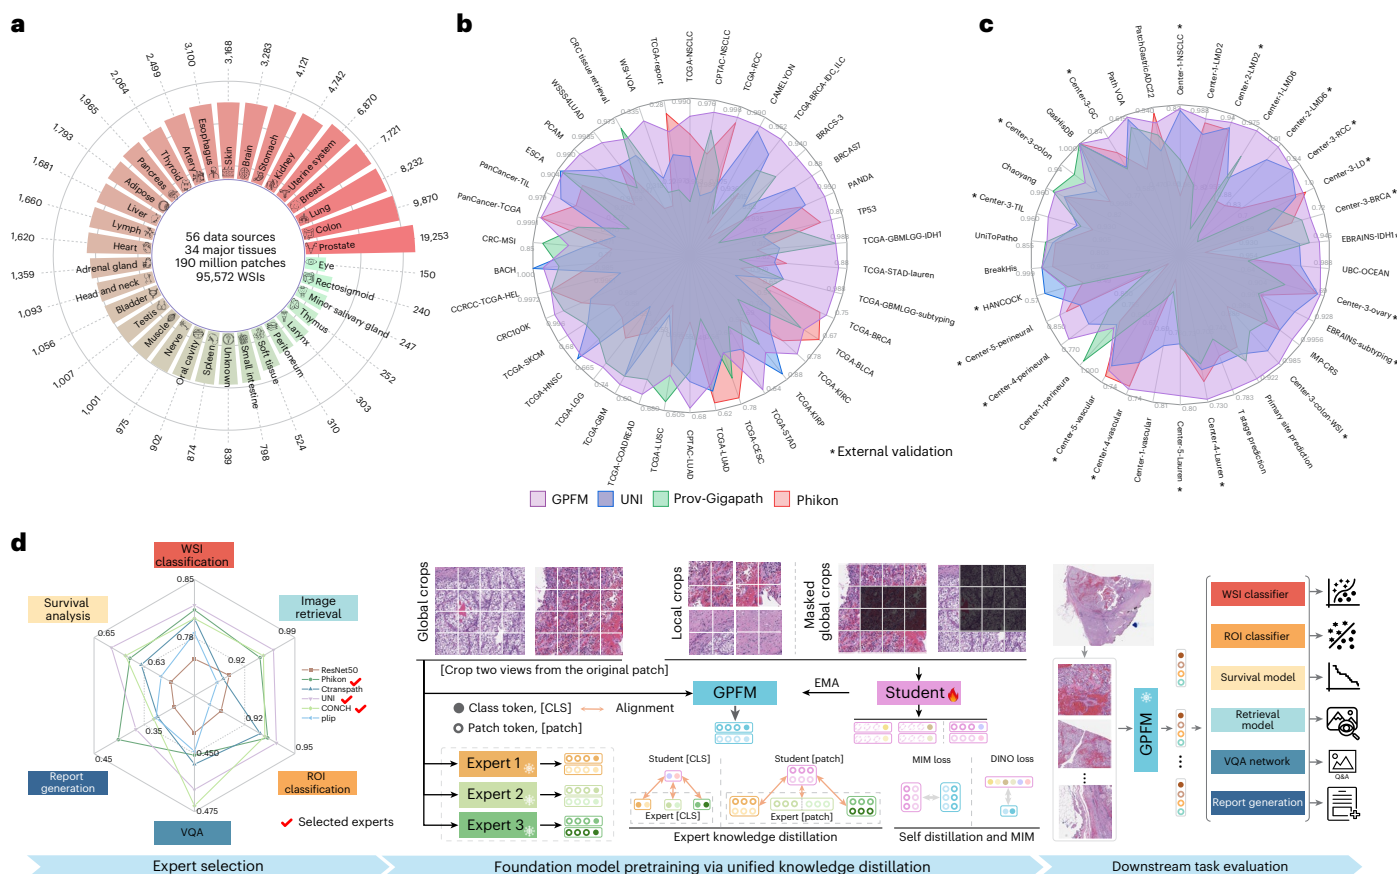 a
3,168
3,283
4,121
4,742
6,870
7,721
8,232
9,870
19,253
150
240
247
252
303
310
524
798
839
874
902
975
1,001
1,007
1,056
1,093
1,359
1,620
1,660
1,681
1,793
1,965
2,064
2,499
3,100
Skin
Brain
Stomach
Kidney
Uterine system
Breast
Lung
Colon
Prostate
Eye
Rectosigmoid
Minor salivary gland
Thymus
Larynx
Peritoneum
Soft tissue
Small intestine
Unknown
Spleen
Oral cavity
Nerve
Muscle
Testis
Bladder
Head and neck
Adrenal gland
Heart
Lymph
Liver
Adipose
Pancreas
Thyroid
Artery
Esophagus
56 data sources
34 major tissues
190 million patches
95,572 WSIs
b
TCGA-NSCLC
CPTAC-NSCLC
TCGA-RCC
CAMELYON
TCGA-BRCA-IDC_ILC
BRACS-3
BRACS7
PANDA
TP53
TCGA-GBMLGG-IDH1
TCGA-STAD-lauren
TCGA-GBMLGG-subtyping
TCGA-BRCA
TCGA-BLCA
TCGA-KIRC
TCGA-KIRP
TCGA-STAD
TCGA-CESC
TCGA-LUAD
CPTAC-LUAD
TCGA-LUSC
TCGA-COADREAD
TCGA-GBM
TCGA-LGG
TCGA-HNSC
TCGA-SKCM
CRC100K
CCRCC-TCGA-HEL
BACH
CRC-MSI
PanCancer-TCGA
PanCancer-TIL
ESCA
PCAM
WSSS4LUAD
CRC tissue retrieval
WSI-VQA
TCGA-report
* External validation
GPFM
UNI
Prov-Gigapath
Phikon
c
Center-1-NSCLC *
Center-1-LMD2
Center-2-LMD2 *
Center-1-LMD6
Center-2-LMD6 *
Center-3-RCC *
Center-3-LD *
Center-3-BRCA *
EBRAINS-IDH1 *
UBC-OCEAN
Center-3-ovary *
EBRAINS-subtyping *
IMP-CRS
Center-3-colon-WSI *
Primary site prediction
T stage prediction
Center-4-Lauren *
Center-5-Lauren *
Center-1-vascular
* Center-4-vascular
* Center-5-vascular
Center-1-perineura
* Center-4-perineural
* Center-5-perineural
* HANCOCK
BreakHis
UniToPatho
* Center-3-TIL
Chaoyang
* Center-3-colon
GasHisDB
* Center-3-GC
Path VQA
PatchGastricADC22
d
WSI
classification
0.85
Survival
analysis
Image
retrieval
0.65
0.99
0.78
0.63
0.92
ResNet50
Phikon
Ctranspath
UNI
CONCH
plip
0.92
0.35
0.450
0.45
0.95
Report
generation
ROI
classification
0.475
VQA
Selected experts
Global crops
Local crops
Masked
global crops
[Crop two views from the original patch]
GPFM
EMA
Student
Class token, [CLS]
Alignment
Patch token, [patch]
Expert 1
Expert 2
Expert 3
Student [CLS]
Expert [CLS]
Student [patch]
Expert [patch]
Expert knowledge distillation
MIM loss
DINO loss
Self distillation and MIM
GPFM
WSI classifier
ROI classifier
Survival model
Retrieval
model
VQA network
Q&A
Report generation
Expert selection
Foundation model pretraining via unified knowledge distillation
Downstream task evaluation